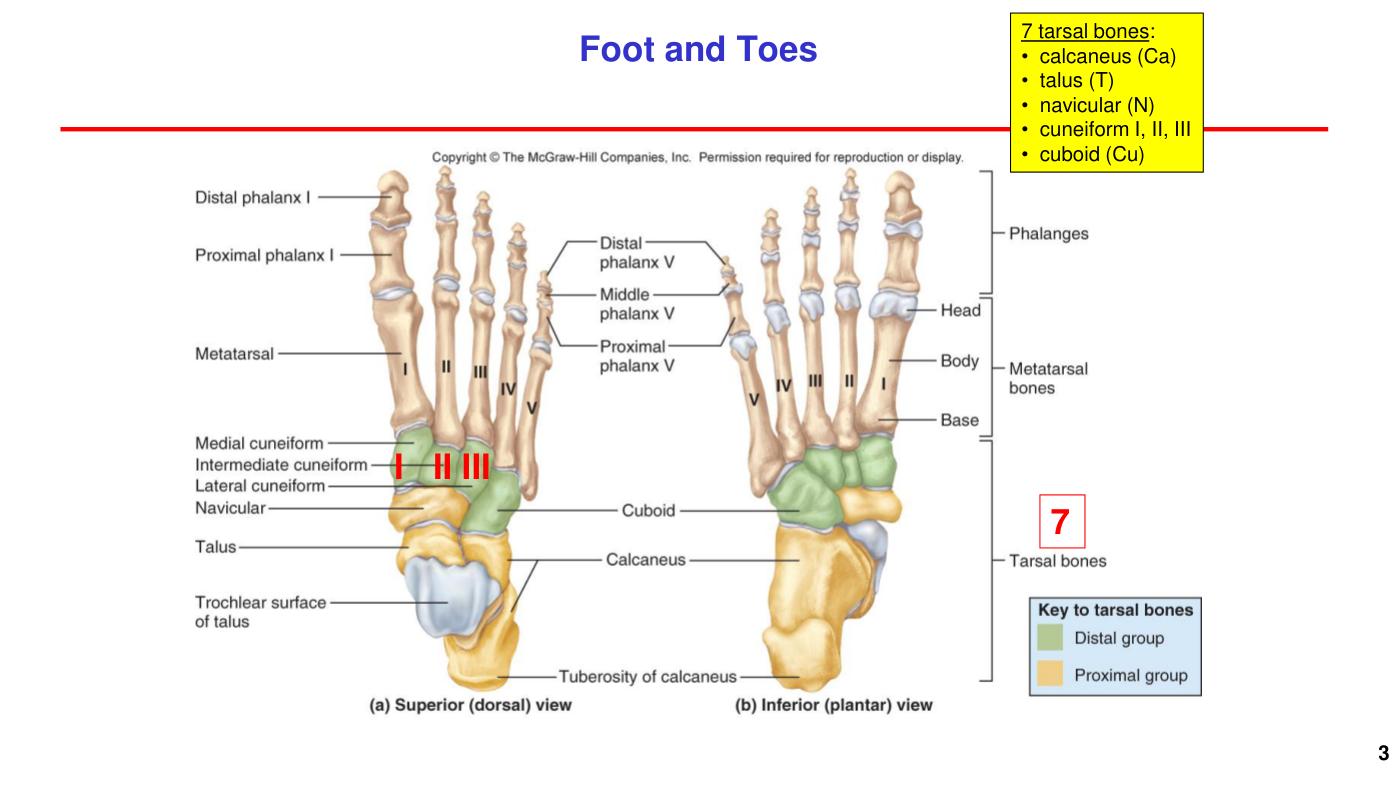 Foot and Toes
7 tarsal bones:
• calcaneus (Ca)
• talus (T)
• navicular (N)
• cuneiform I, II, III
• cuboid (Cu)
Copyright © The McGraw-Hill Companies, Inc. Permission required for reproduction or display.
Distal phalanx I
Proximal phalanx I
Metatarsal
Medial cuneiform
Intermediate cuneiform
Lateral cuneiform
Navicular
Talus
Trochlear surface
of talus
I
II
III
IV
V
I
II
III
Distal
phalanx V
Middle
phalanx V
Proximal
phalanx V
Cuboid
Calcaneus
Tuberosity of calcaneus
V
IV
III
II
I
Phalanges
Head
Body
Base
Metatarsal
bones
7
Tarsal bones
Key to tarsal bones
Distal group
Proximal group
(a) Superior (dorsal) view
(b) Inferior (plantar) view
3